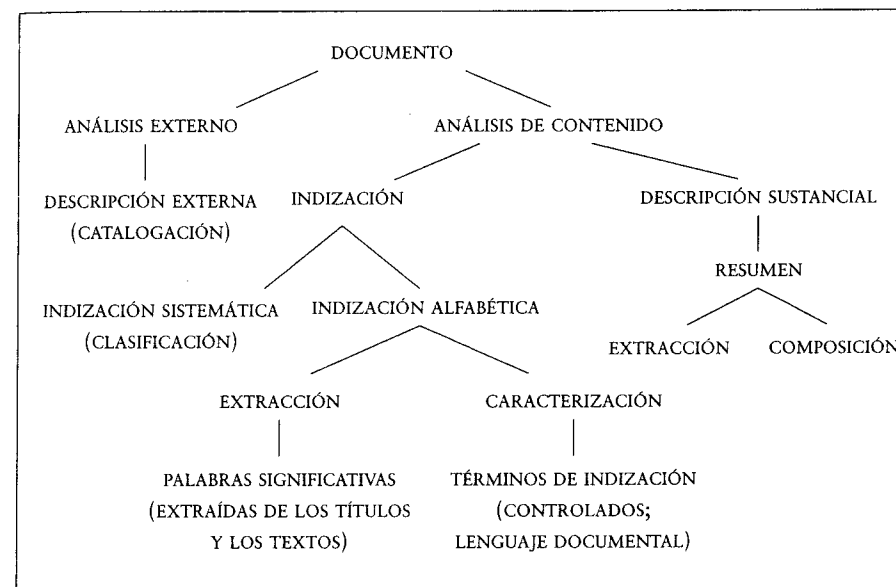 DOCUMENTO
ANÁLISIS EXTERNO
ANÁLISIS DE CONTENIDO
DESCRIPCIÓN EXTERNA
(CATALOGACIÓN)
INDIZACIÓN
DESCRIPCIÓN SUSTANCIAL
RESUMEN
INDIZACIÓN SISTEMÁTICA
(CLASIFICACIÓN)
INDIZACIÓN ALFABÉTICA
EXTRACCIÓN
COMPOSICIÓN
EXTRACCIÓN
CARACTERIZACIÓN
PALABRAS SIGNIFICATIVAS
(EXTRAÍDAS DE LOS TÍTULOS
Y LOS TEXTOS)
TÉRMINOS DE INDIZACIÓN
(CONTROLADOS;
LENGUAJE DOCUMENTAL)